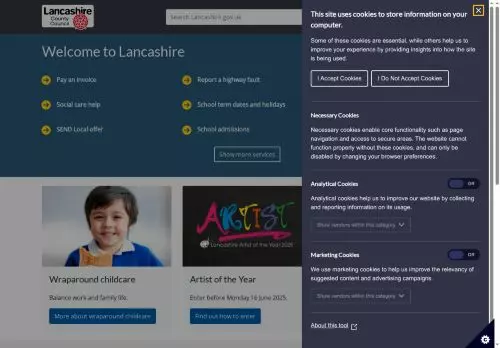 Lancashire
County
Council
Search: Lancashire.gov.uk
Welcome to Lancashire
Pay an invoice
Report a highway fault
Social care help
School term dates and holidays
SEND Local offer
School admissions
Show more services
ARTIST
Lancashire Artist of the Year 2025
Wraparound childcare
Balance work and family life.
More about wraparound childcare
Artist of the Year
Enter before Monday 16 June 2025.
Find out how to enter
This site uses cookies to store information on your
computer.
Some of these cookies are essential, while others help us to
improve your experience by providing insights into how the site
is being used.
I Accept Cookies
I Do Not Accept Cookies
Necessary Cookies
Necessary cookies enable core functionality such as page
navigation and access to secure areas. The website cannot
function properly without these cookies, and can only be
disabled by changing your browser preferences.
Analytical Cookies
Off
Analytical cookies help us to improve our website by collecting
and reporting information on its usage.
Show vendors within this category
Marketing Cookies
Off
We use marketing cookies to help us improve the relevancy of
suggested content and advertising campaigns.
Show vendors within this category
About this tool